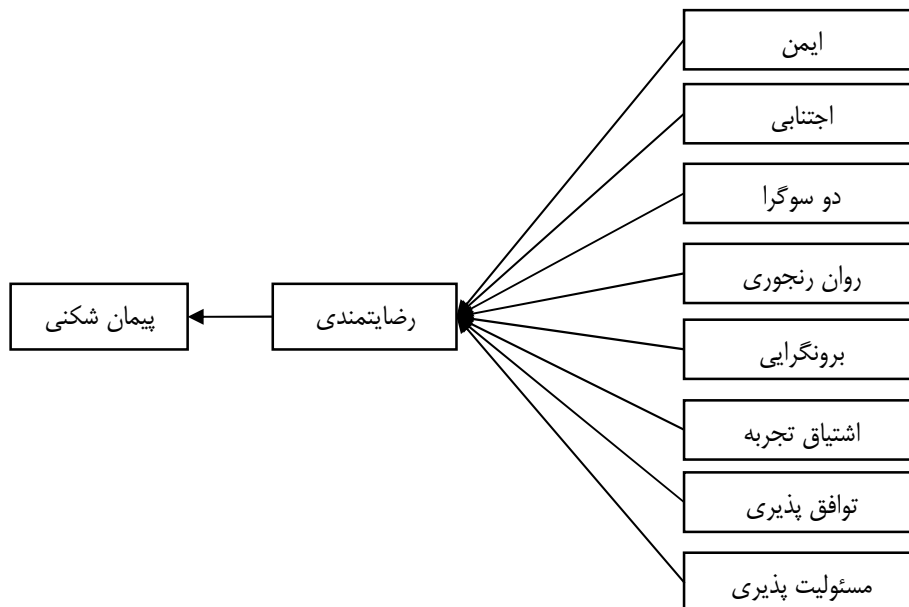 ایمن
اجتنابی
دو سوگرا
روان رنجوری
برونگرایی
اشتیاق تجربه
توافق پذیری
مسئولیت پذیری
رضایتمندی
پیمان شکنی